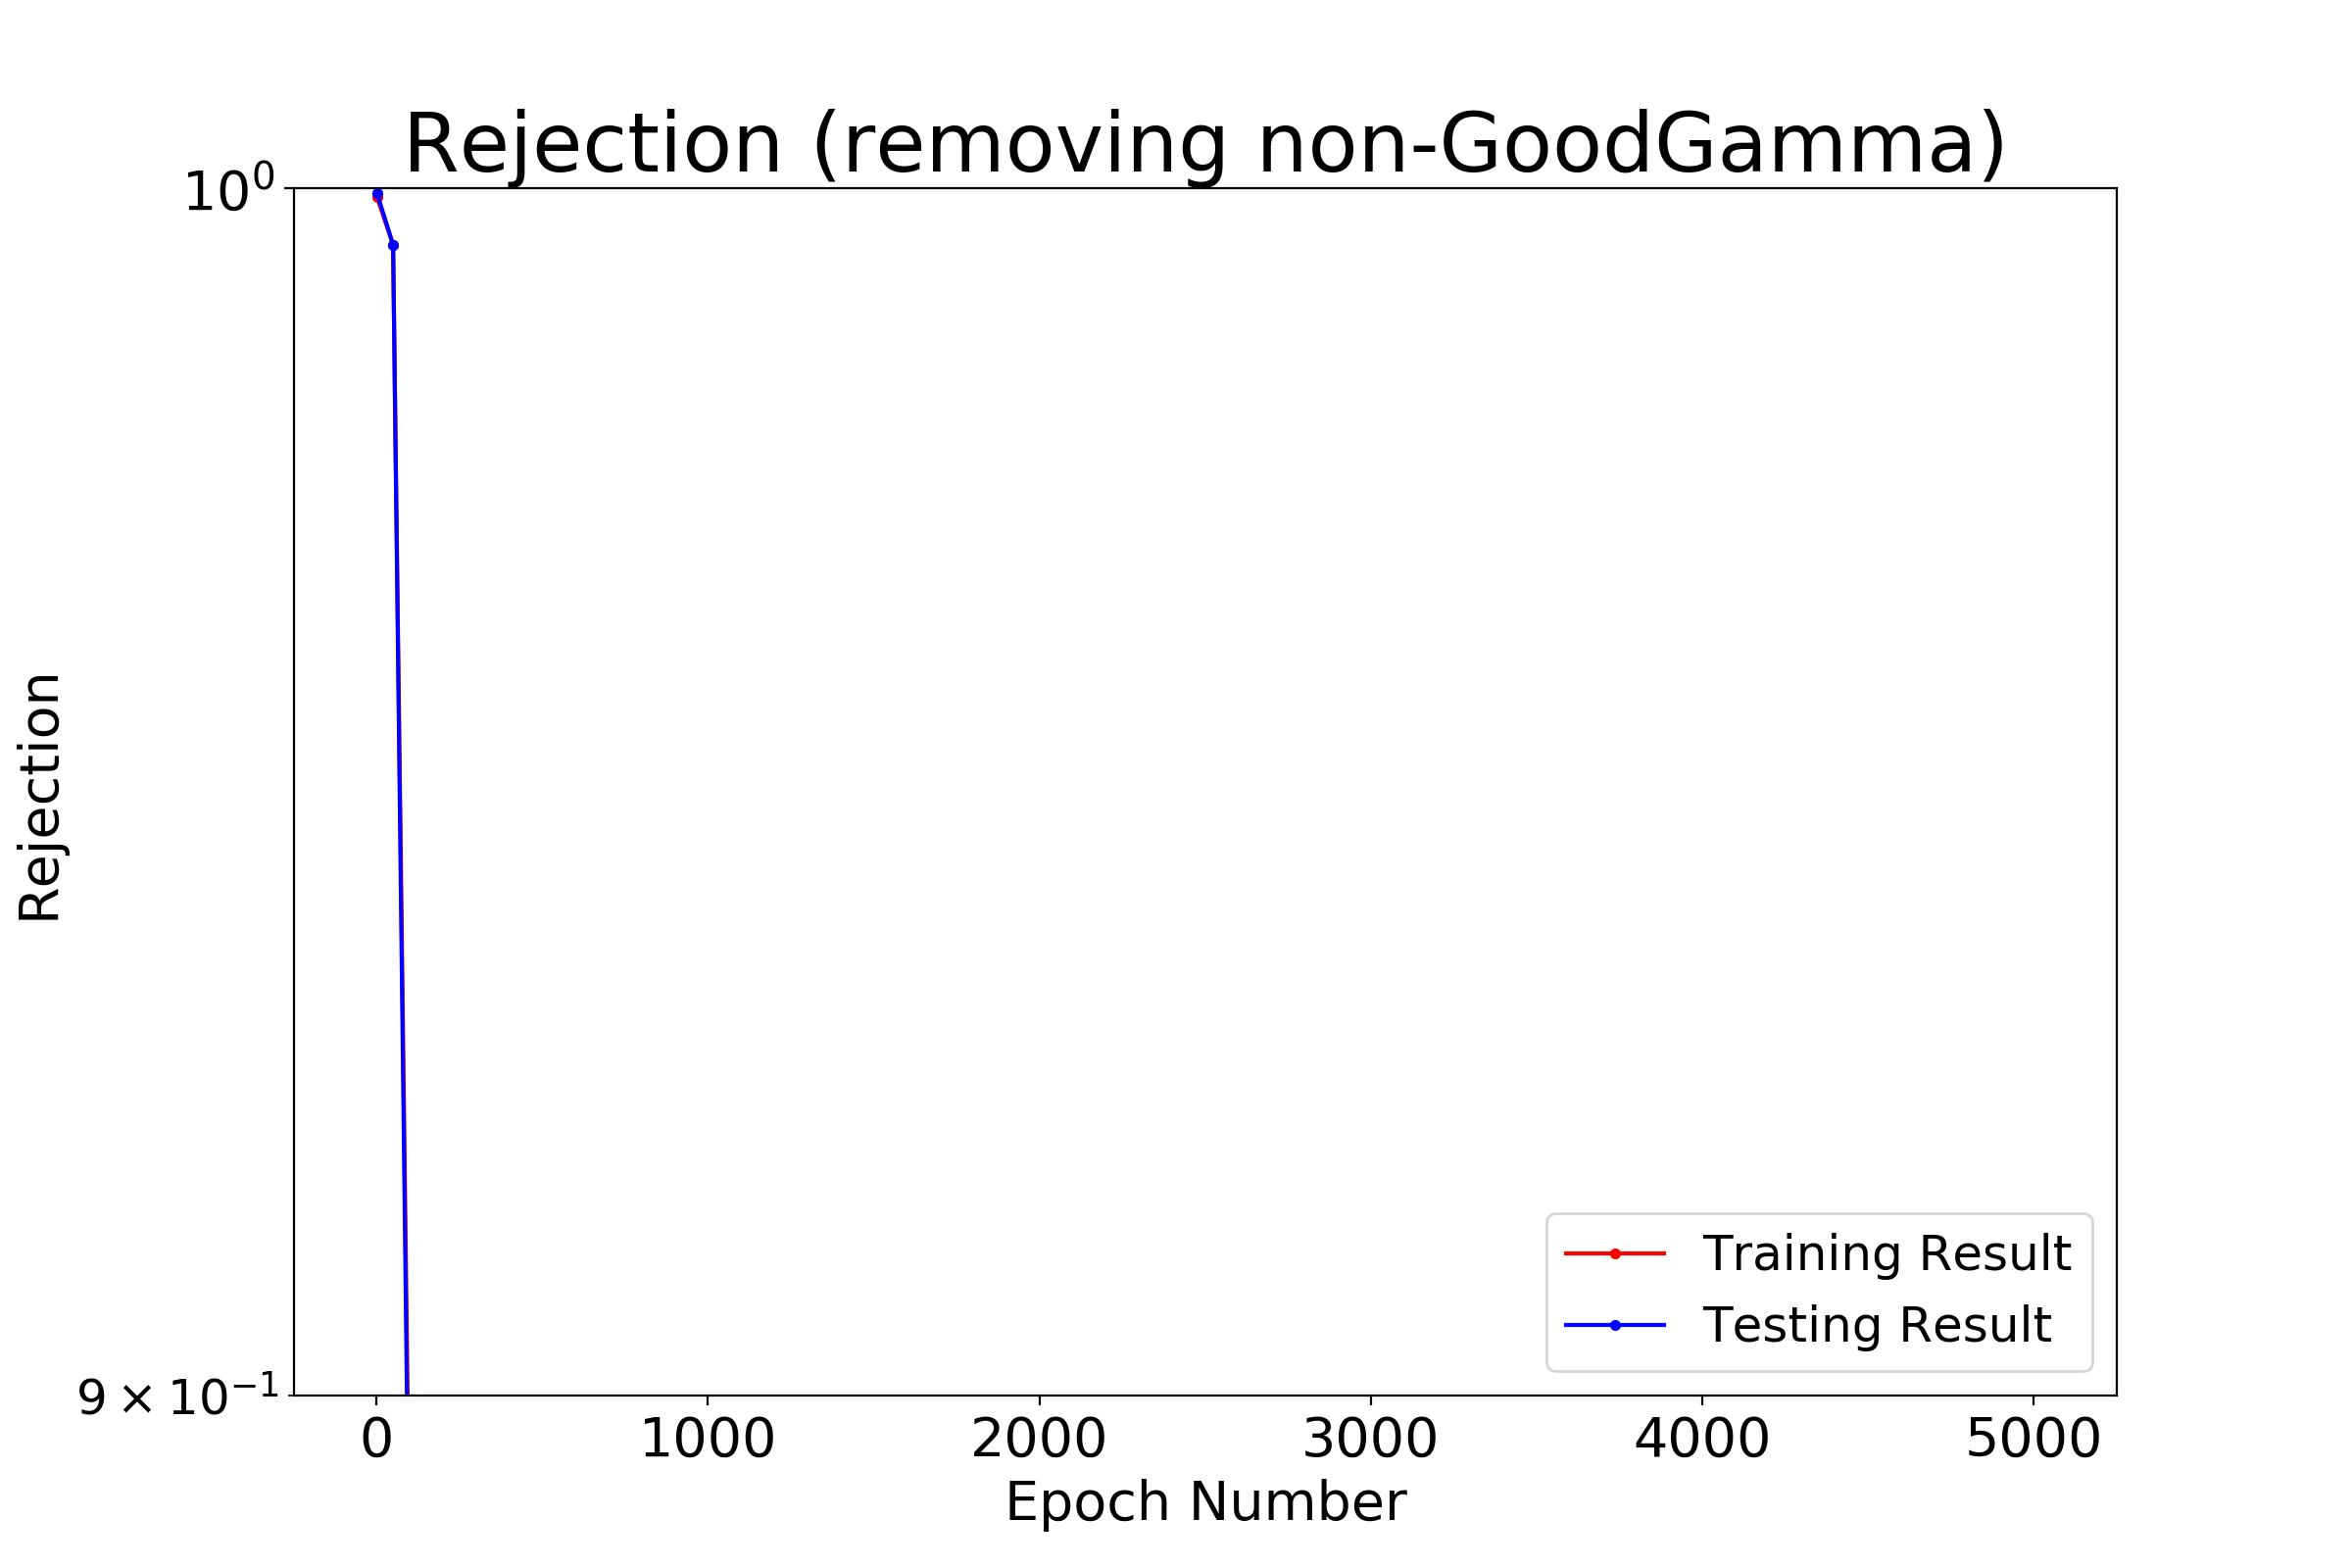 Rejection (removing non-GoodGamma)
10⁰
Rejection
9 × 10⁻¹
Training Result
Testing Result
0 1000 2000 3000 4000 5000
Epoch Number